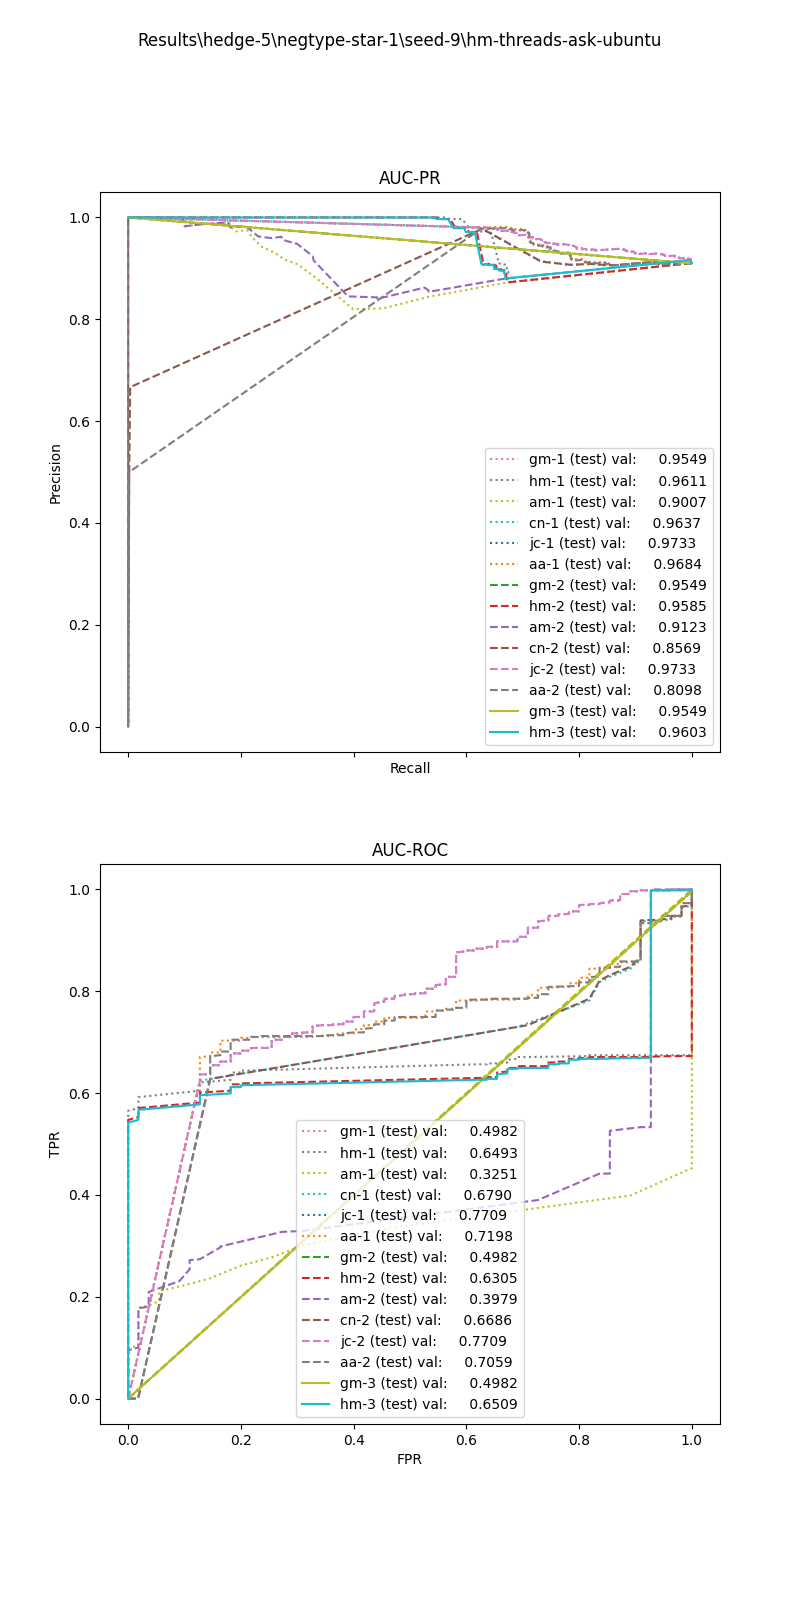 Results\hedge-5\negtype-star-1\seed-9\hm-threads-ask-ubuntu
AUC-PR
1.0
0.8
0.6
0.4
0.2
0.0
Precision
gm-1 (test) val: 0.9549
hm-1 (test) val: 0.9611
am-1 (test) val: 0.9007
cn-1 (test) val: 0.9637
jc-1 (test) val: 0.9733
aa-1 (test) val: 0.9684
gm-2 (test) val: 0.9549
hm-2 (test) val: 0.9585
am-2 (test) val: 0.9123
cn-2 (test) val: 0.8569
jc-2 (test) val: 0.9733
aa-2 (test) val: 0.8098
gm-3 (test) val: 0.9549
hm-3 (test) val: 0.9603
Recall
AUC-ROC
1.0
0.8
0.6
0.4
0.2
0.0
TPR
gm-1 (test) val: 0.4982
hm-1 (test) val: 0.6493
am-1 (test) val: 0.3251
cn-1 (test) val: 0.6790
jc-1 (test) val: 0.7709
aa-1 (test) val: 0.7198
gm-2 (test) val: 0.4982
hm-2 (test) val: 0.6305
am-2 (test) val: 0.3979
cn-2 (test) val: 0.6686
jc-2 (test) val: 0.7709
aa-2 (test) val: 0.7059
gm-3 (test) val: 0.4982
hm-3 (test) val: 0.6509
0.0 0.2 0.4 0.6 0.8 1.0
FPR